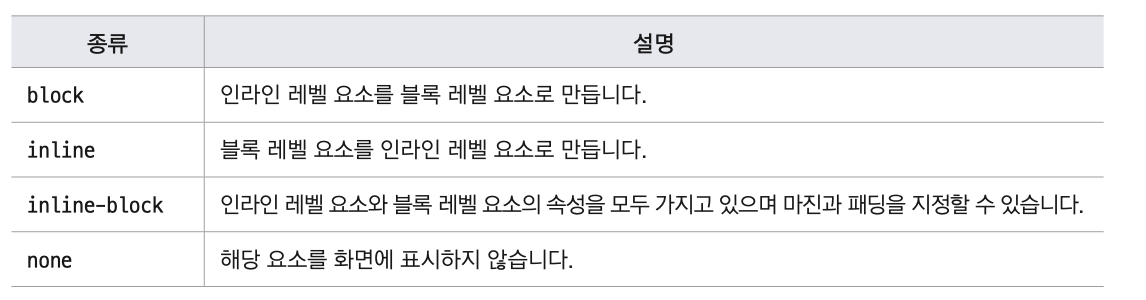 종류 설명
block 인라인 레벨 요소를 블록 레벨 요소로 만듭니다.
inline 블록 레벨 요소를 인라인 레벨 요소로 만듭니다.
inline-block 인라인 레벨 요소와 블록 레벨 요소의 속성을 모두 가지고 있으며 마진과 패딩을 지정할 수 있습니다.
none 해당 요소를 화면에 표시하지 않습니다.